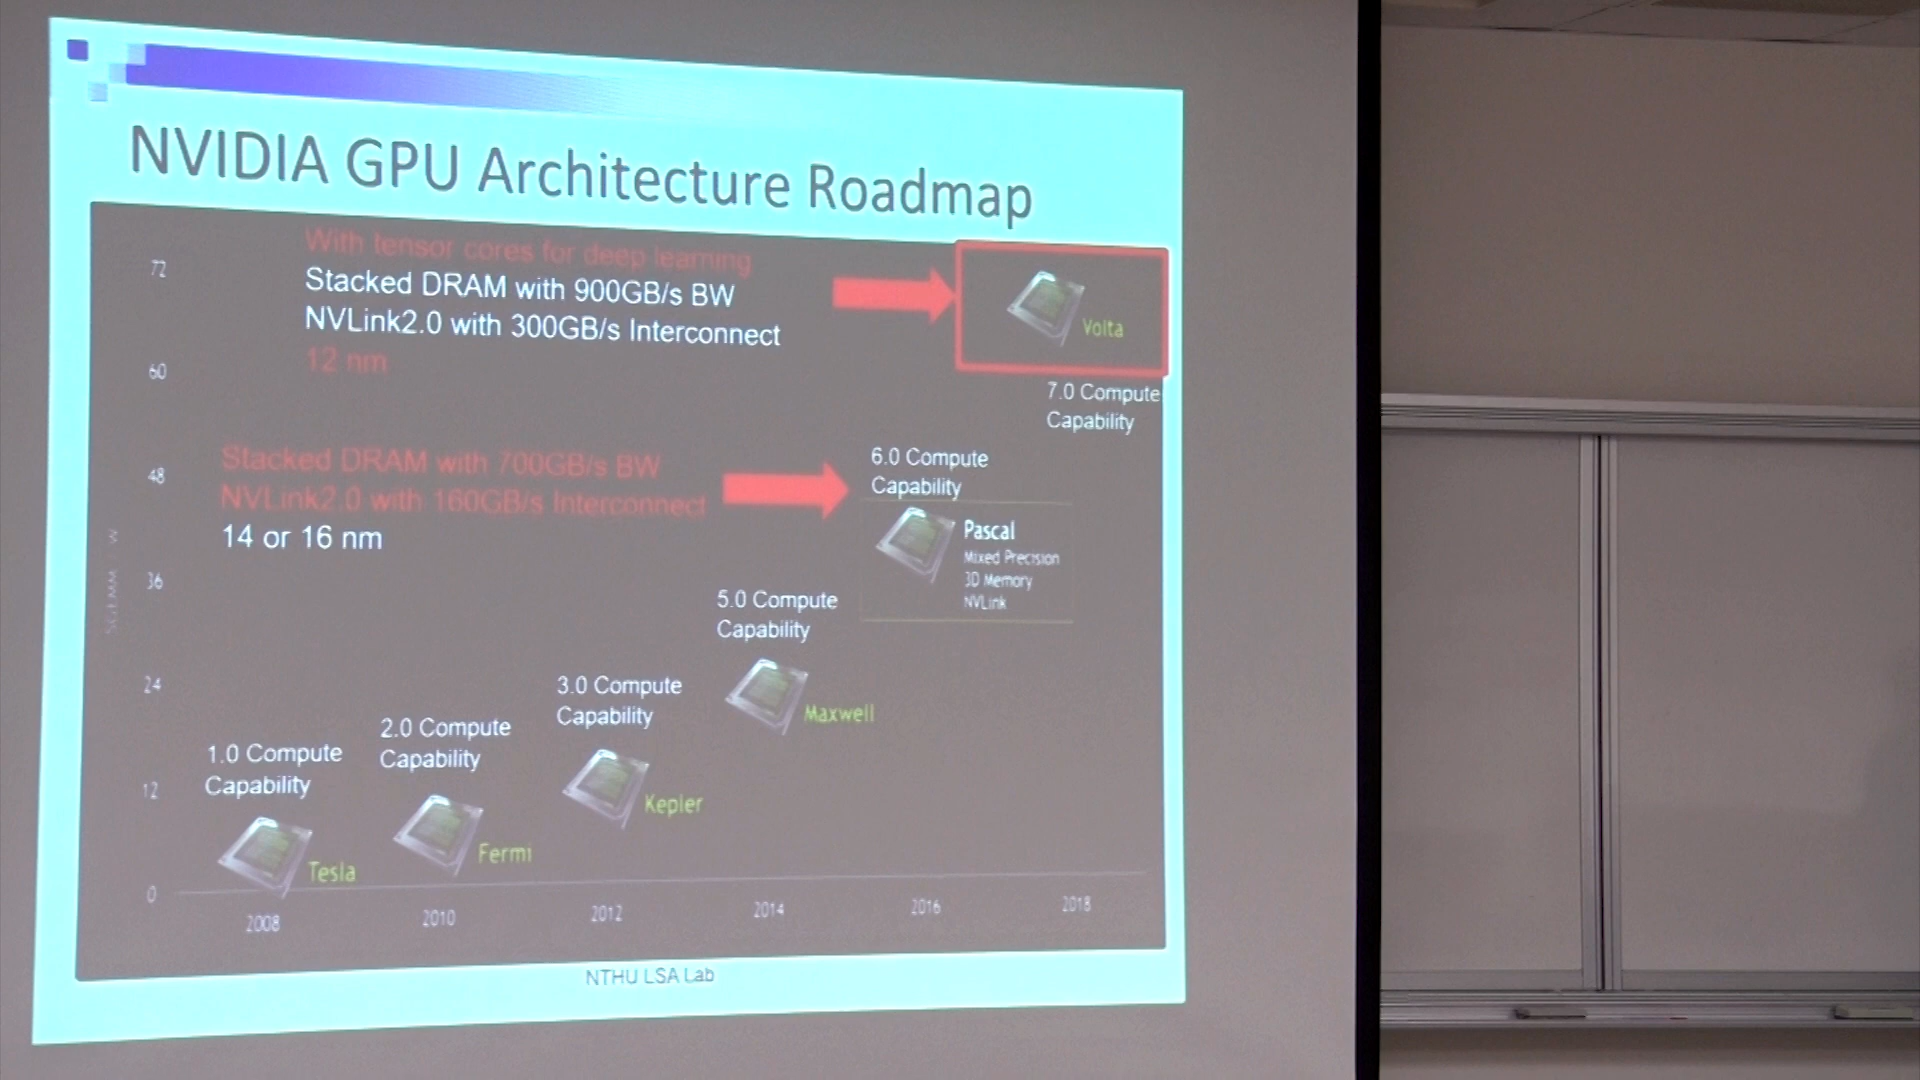 NVIDIA GPU Architecture Roadmap
With tensor cores for deep learning
Stacked DRAM with 900GB/s BW
NVLink2.0 with 300GB/s Interconnect
12 nm
Volta
7.0 Compute
Capability
Stacked DRAM with 700GB/s BW
NVLink2.0 with 160GB/s Interconnect
14 or 16 nm
6.0 Compute
Capability
Pascal
Mixed Precision
3D Memory
NVLink
5.0 Compute
Capability
Maxwell
3.0 Compute
Capability
Kepler
2.0 Compute
Capability
Fermi
1.0 Compute
Capability
Tesla
72
60
48
36
24
12
0
2008
2010
2012
2014
2016
2018
NTHU LSA Lab